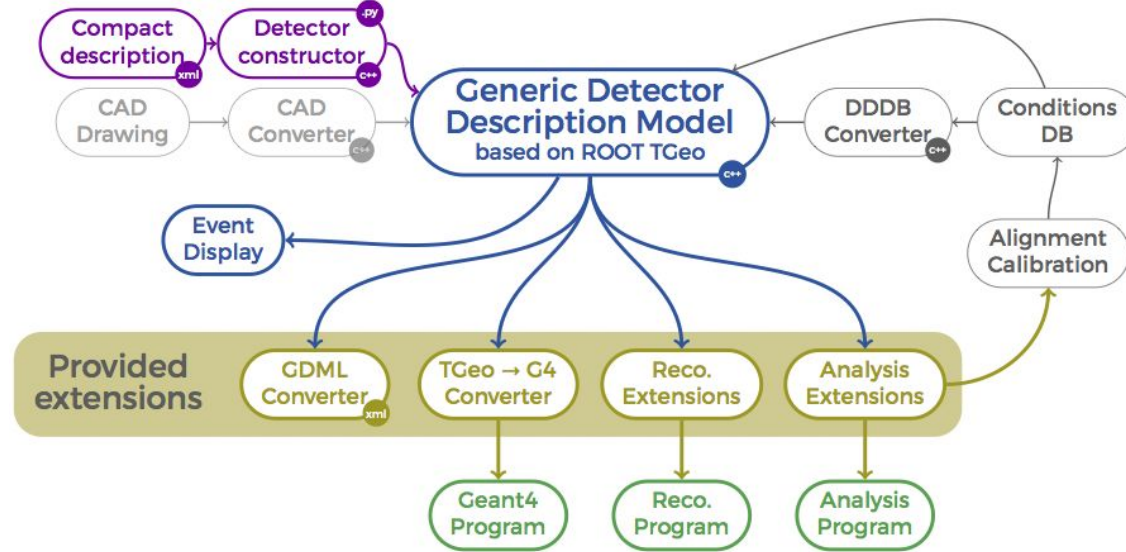 .py
Compact
description
xml
Detector
constructor
c++
CAD
Drawing
CAD
Converter
c++
Generic Detector
Description Model
based on ROOT TGeo
c++
DDDB
Converter
c++
Conditions
DB
Event
Display
Alignment
Calibration
Provided
extensions
GDML
Converter
xml
TGeo → G4
Converter
Reco.
Extensions
Analysis
Extensions
Geant4
Program
Reco.
Program
Analysis
Program